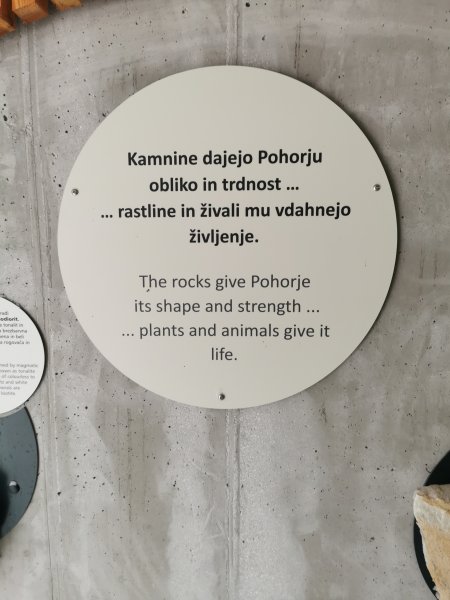 Kamnine dajejo Pohorju
obliko in trdnost ...
... rastline in živali mu vdahnejo
življenje.
The rocks give Pohorje
its shape and strength ...
... plants and animals give it
life.